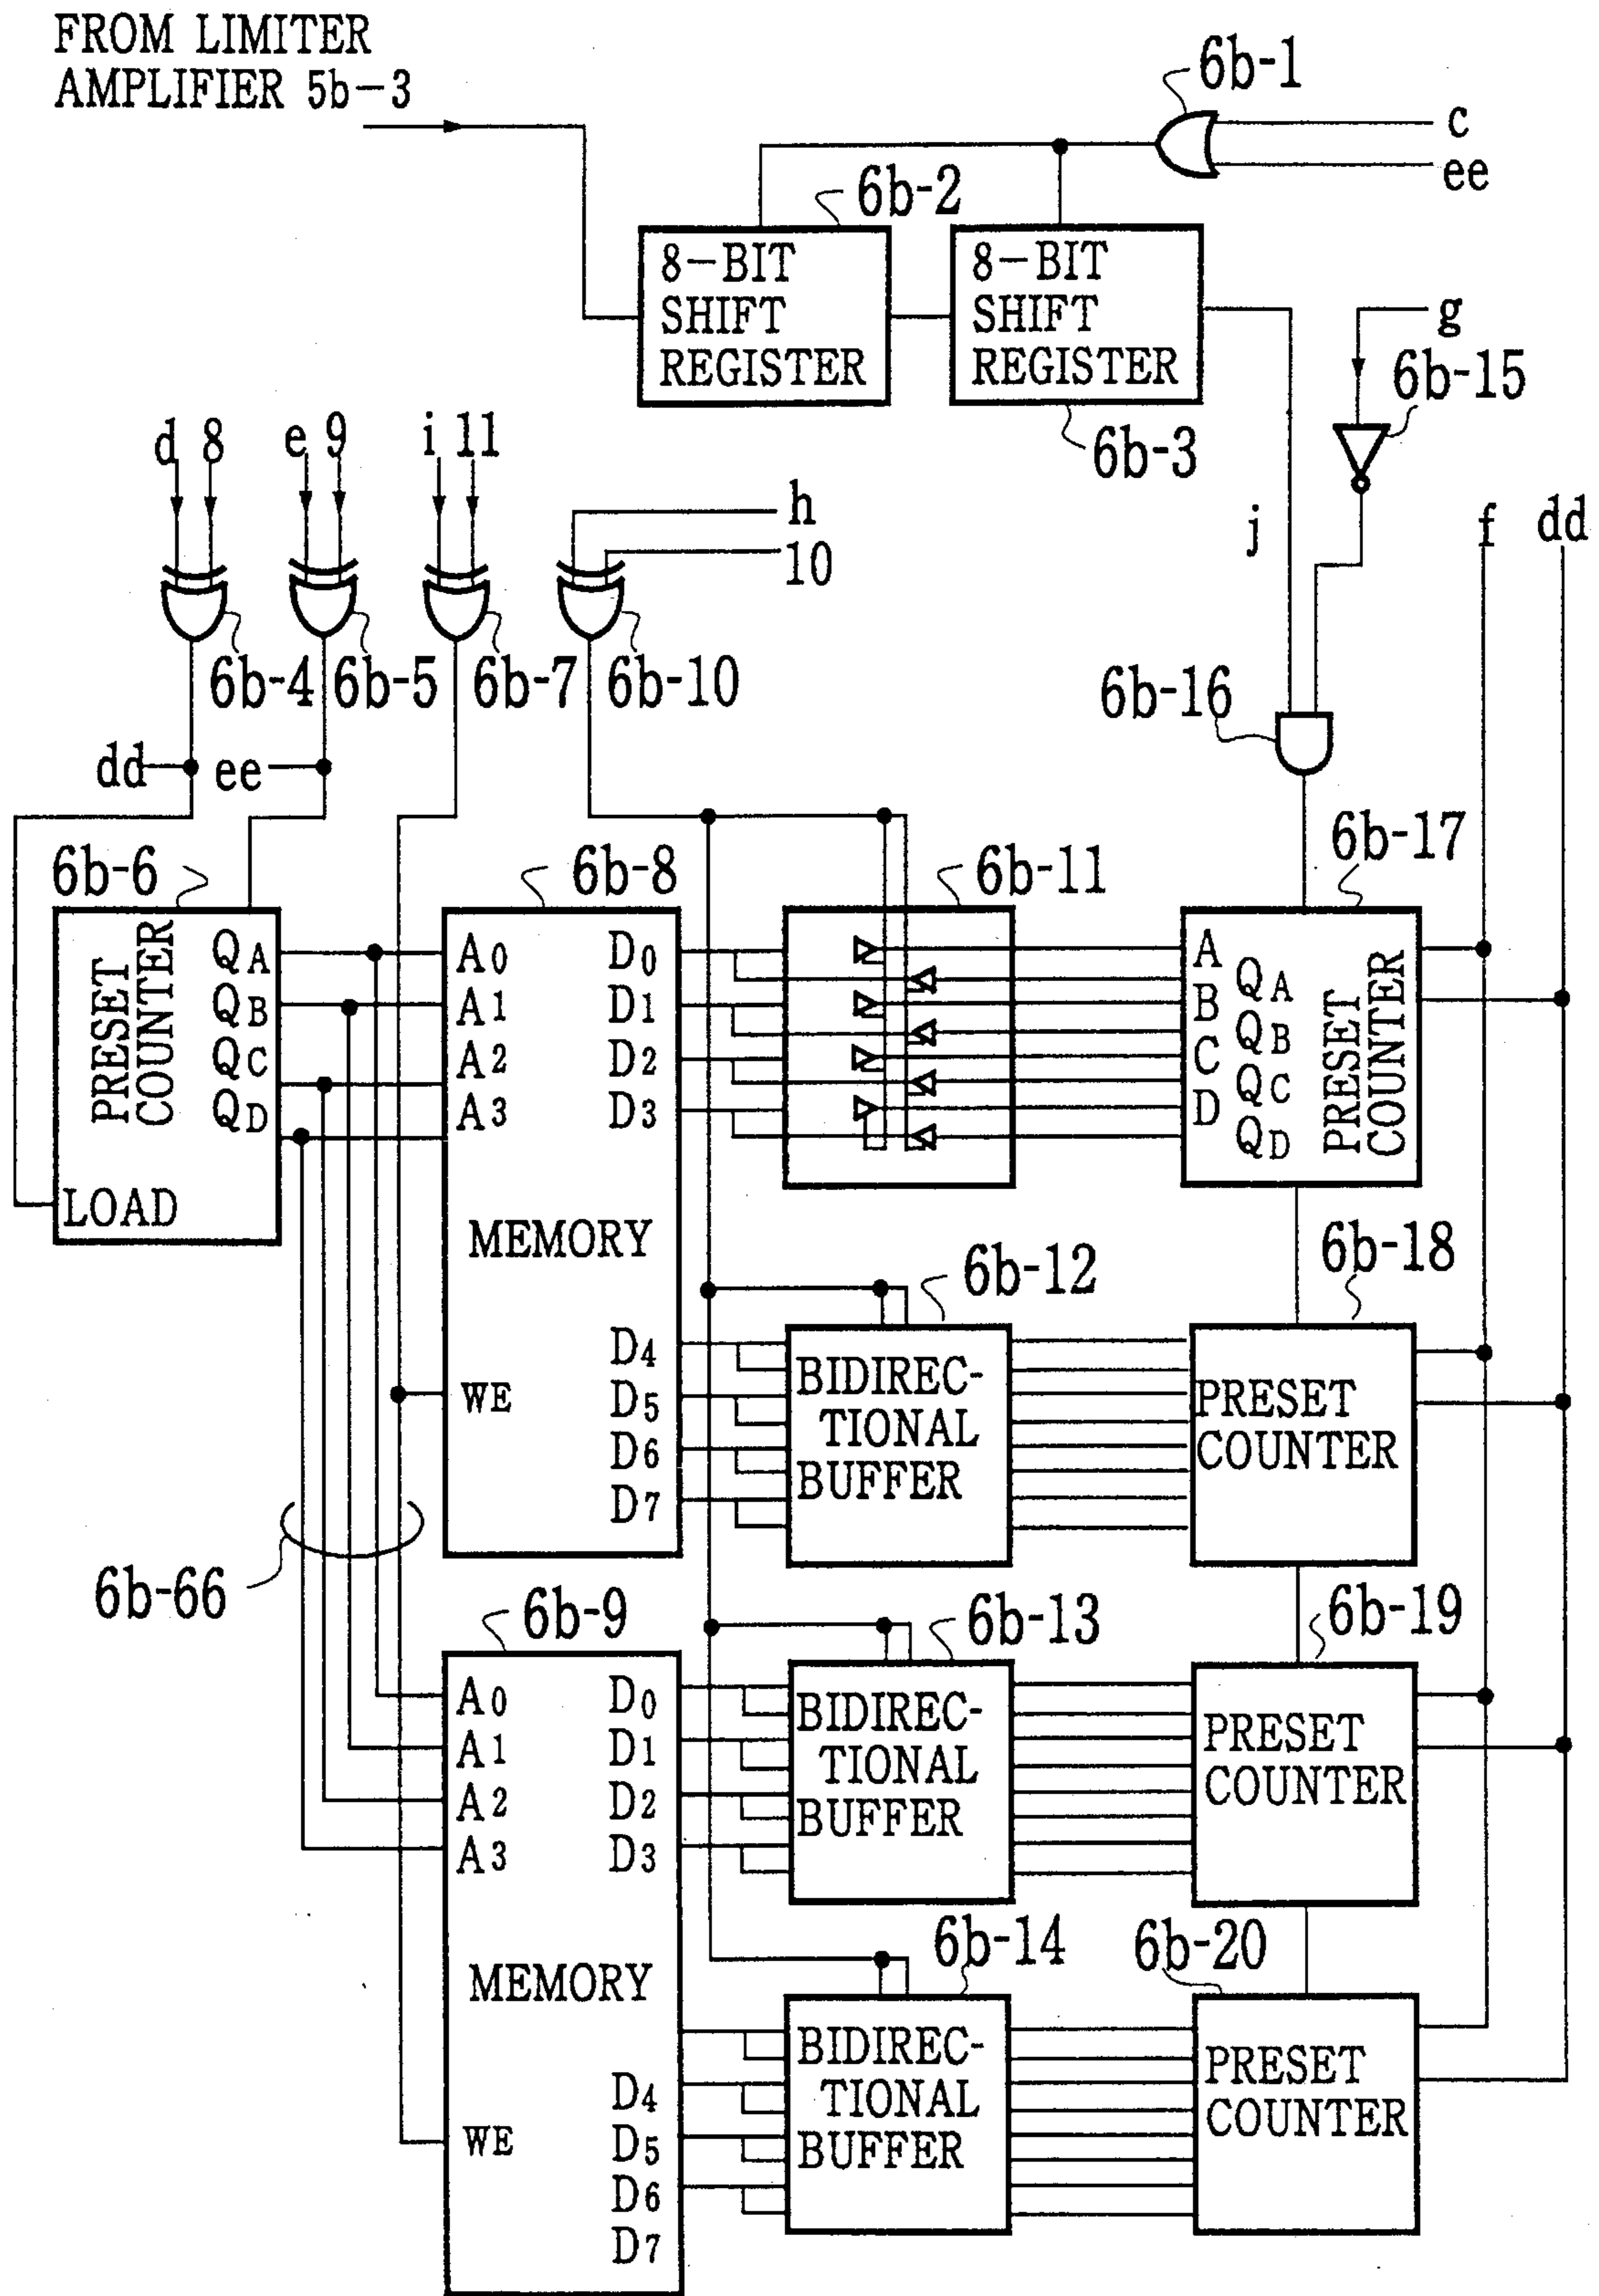 FROM LIMITER
AMPLIFIER 5b-3
6b-1
c
ee
6b-2
8-BIT
SHIFT
REGISTER
8-BIT
SHIFT
REGISTER
6b-3
g
6b-15
d 8
e 9
i 11
h
10
j
f
dd
6b-4
6b-5
6b-7
6b-10
6b-16
dd
ee
6b-6
6b-8
6b-11
6b-17
PRESET
COUNTER
QA
QB
QC
QD
LOAD
A0
A1
A2
A3
D0
D1
D2
D3
MEMORY
WE
D4
D5
D6
D7
A
B
C
D
QA
QB
QC
QD
PRESET
COUNTER
6b-12
BIDIREC-
TIONAL
BUFFER
6b-18
PRESET
COUNTER
6b-66
6b-9
A0
A1
A2
A3
D0
D1
D2
D3
MEMORY
WE
D4
D5
D6
D7
6b-13
BIDIREC-
TIONAL
BUFFER
6b-19
PRESET
COUNTER
6b-14
BIDIREC-
TIONAL
BUFFER
6b-20
PRESET
COUNTER